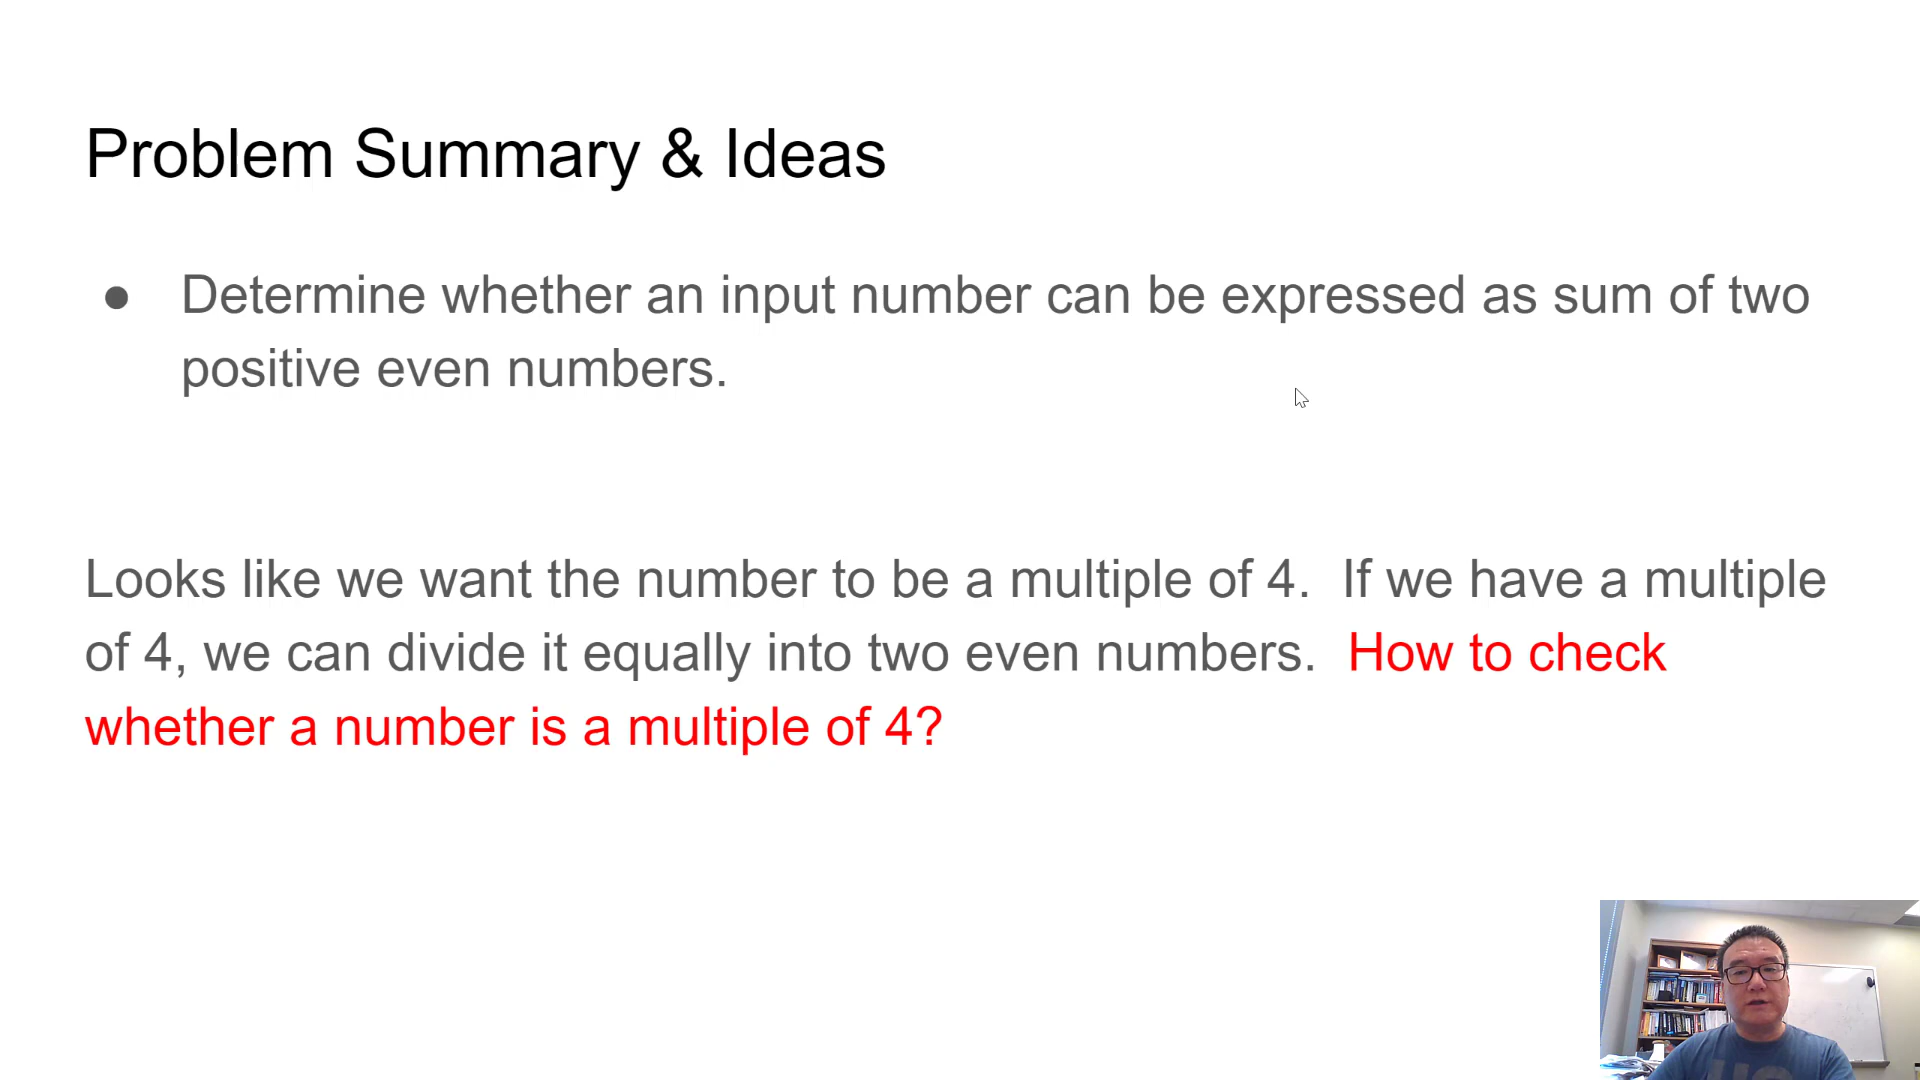 Problem Summary & Ideas
● Determine whether an input number can be expressed as sum of two
positive even numbers.
Looks like we want the number to be a multiple of 4.  If we have a multiple
of 4, we can divide it equally into two even numbers.  How to check
whether a number is a multiple of 4?